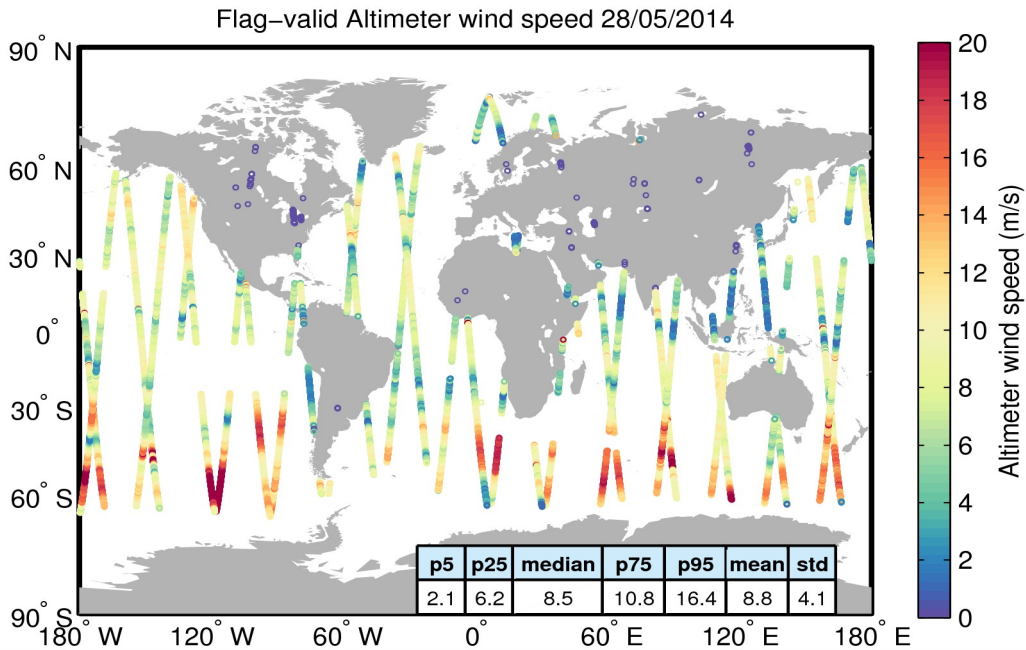 Flag−valid Altimeter wind speed 28/05/2014
90° N
60° N
30° N
0°
30° S
60° S
90° S
180° W
120° W
60° W
0°
60° E
120° E
180° E
p5 p25 median p75 p95 mean std
2.1 6.2 8.5 10.8 16.4 8.8 4.1
20
18
16
14
12
10
8
6
4
2
0
Altimeter wind speed (m/s)